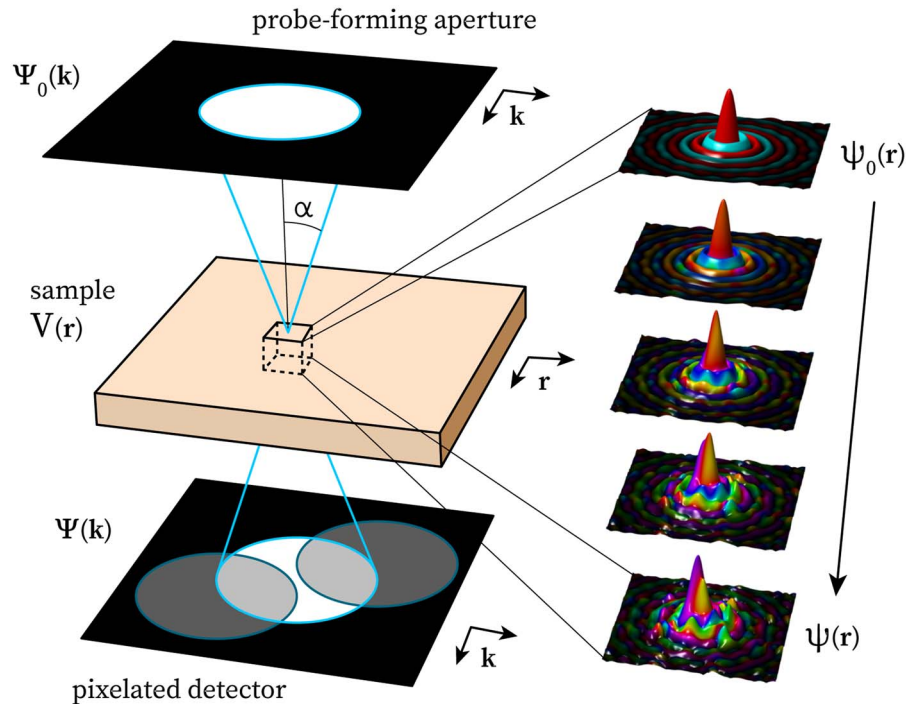 probe-forming aperture
Ψ₀(k)
k
ψ₀(r)
α
sample
V(r)
r
Ψ(k)
ψ(r)
k
pixelated detector